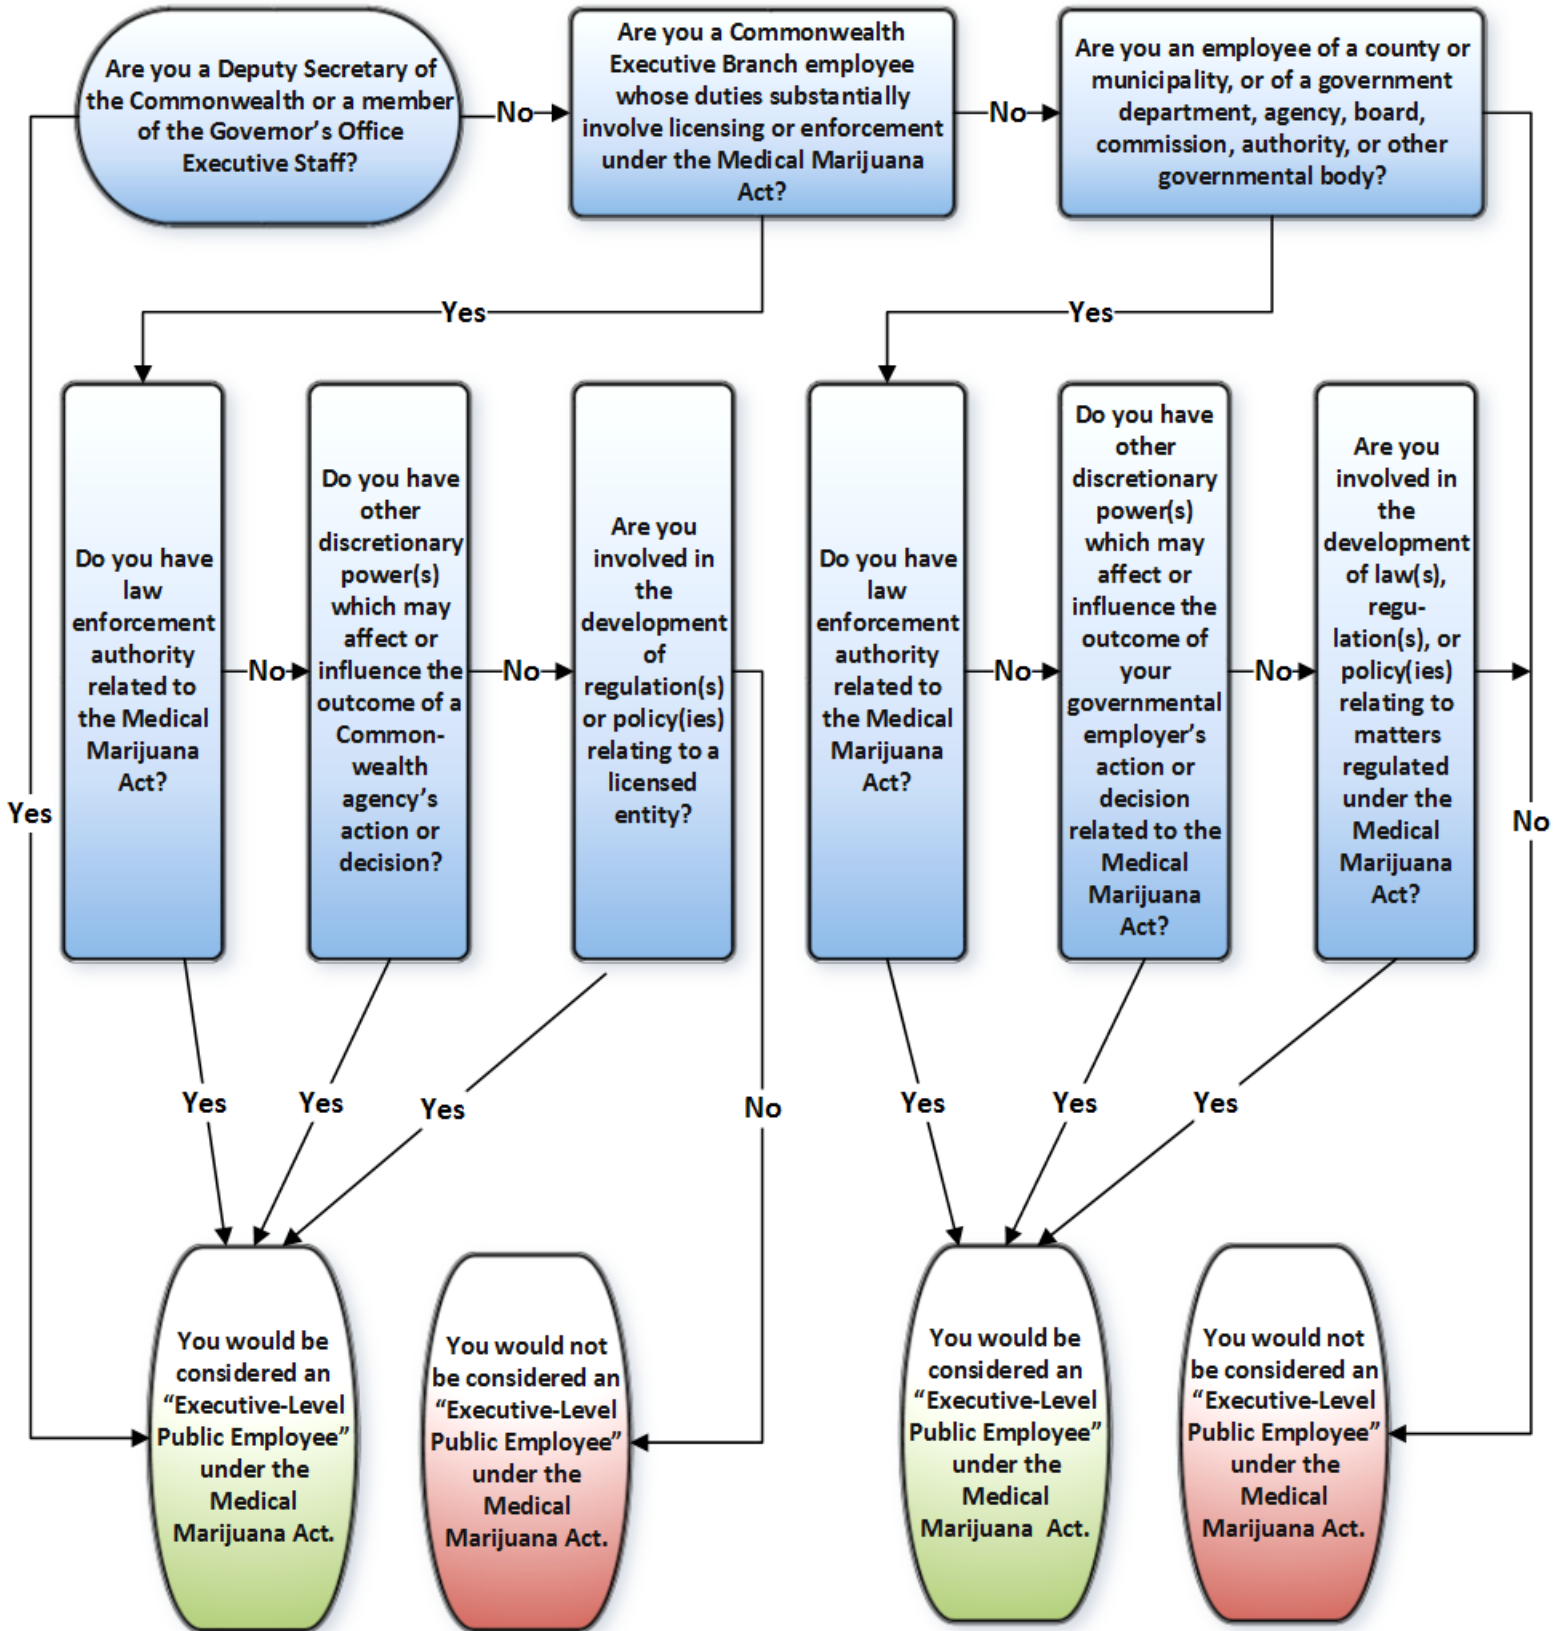 Are you a Deputy Secretary of
the Commonwealth or a member
of the Governor's Office
Executive Staff?
No
Are you a Commonwealth
Executive Branch employee
whose duties substantially
involve licensing or enforcement
under the Medical Marijuana
Act?
No
Are you an employee of a county or
municipality, or of a government
department, agency, board,
commission, authority, or other
governmental body?
Yes
Yes
Do you have
law
enforcement
authority
related to
the Medical
Marijuana
Act?
No
Do you have
other
discretionary
power(s)
which may
affect or
influence the
outcome of a
Common-
wealth
agency's
action or
decision?
No
Are you
involved in
the
development
of
regulation(s)
or policy(ies)
relating to a
licensed
entity?
Do you have
law
enforcement
authority
related to
the Medical
Marijuana
Act?
No
Do you have
other
discretionary
power(s)
which may
affect or
influence the
outcome of
your
governmental
employer's
action or
decision
related to the
Medical
Marijuana
Act?
No
Are you
involved in
the
development
of law(s),
regu-
lation(s), or
policy(ies)
relating to
matters
regulated
under the
Medical
Marijuana
Act?
Yes
No
Yes
Yes
Yes
No
Yes
Yes
Yes
You would be
considered an
“Executive-Level
Public Employee”
under the
Medical
Marijuana Act.
You would not
be considered an
“Executive-Level
Public Employee”
under the
Medical
Marijuana Act.
You would be
considered an
“Executive-Level
Public Employee”
under the
Medical
Marijuana Act.
You would not
be considered an
“Executive-Level
Public Employee”
under the
Medical
Marijuana Act.